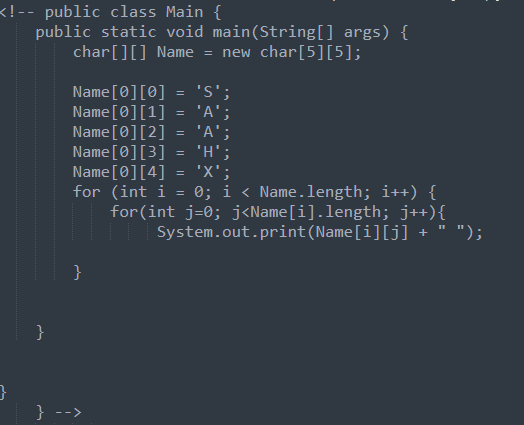 <!-- public class Main {
    public static void main(String[] args) {
        char[][] Name = new char[5][5];

        Name[0][0] = 'S';
        Name[0][1] = 'A';
        Name[0][2] = 'A';
        Name[0][3] = 'H';
        Name[0][4] = 'X';
        for (int i = 0; i < Name.length; i++) {
            for(int j=0; j<Name[i].length; j++){
                 System.out.print(Name[i][j] + " ");

        }


    }


}
    } -->